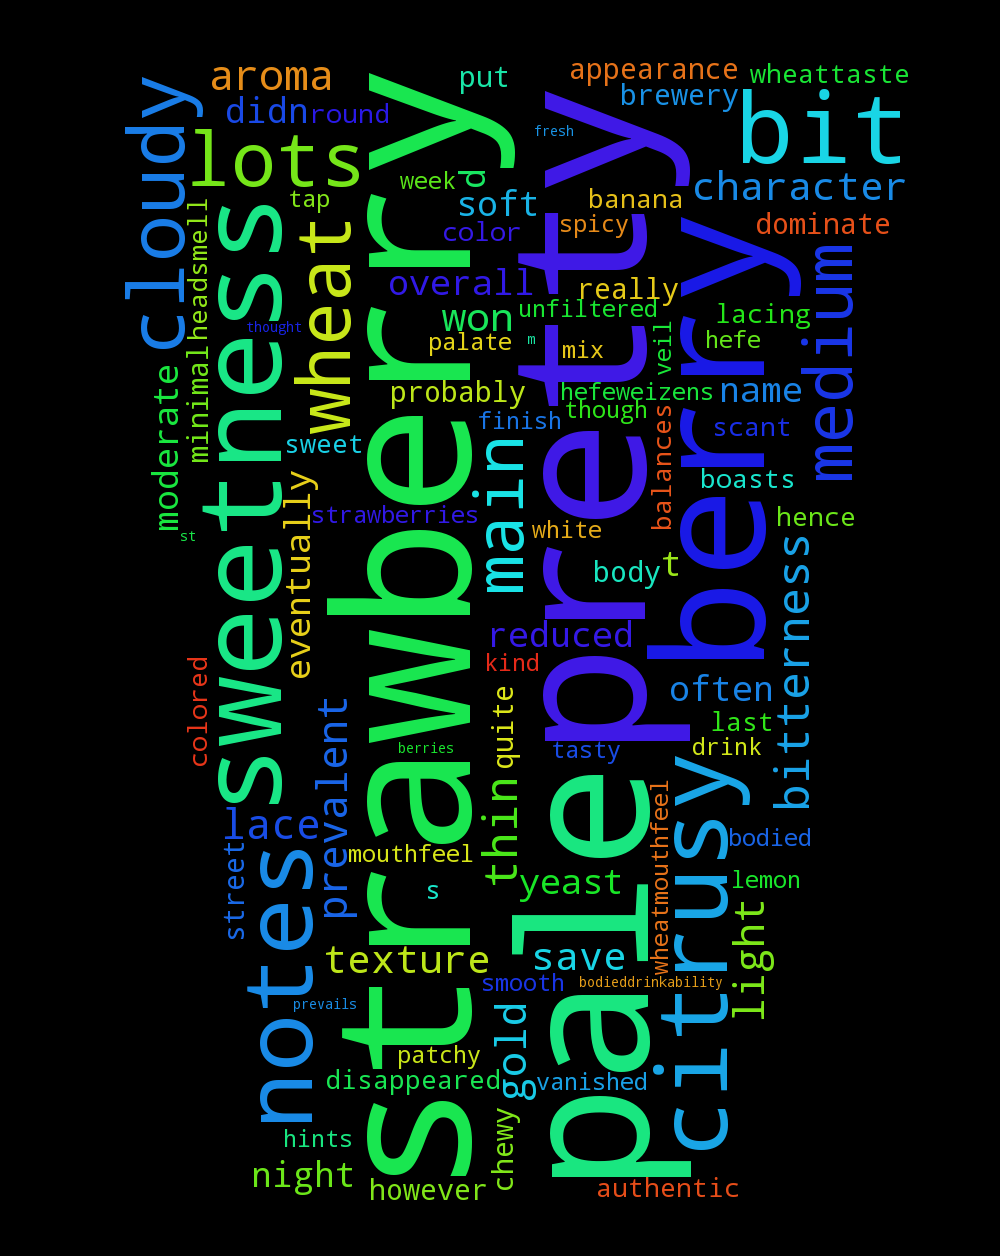 put
appearance
wheattaste
aroma
brewery
didn
round
bit
fresh
cloudy
lots
strawberry
pretty
week
d
tap
soft
banana
character
color
spicy
dominate
headsmell
sweetness
wheat
overall
really
berry
medium
thought
won
unfiltered
lacing
palate
m
mix
veil
hefe
minimal
moderate
probably
hefeweizens
name
finish
though
scant
sweet
main
balances
boasts
eventually
strawberries
white
hence
st
body
t
bitterness
reduced
colored
kind
often
prevalent
quite
last
berries
tasty
drink
pale
citrusy
lace
thin
bodied
street
mouthfeel
wheatmouthfeel
notes
s
yeast
lemon
light
texture
save
smooth
bodieddrinkability
prevails
gold
patchy
disappeared
vanished
hints
chewy
night
however
authentic